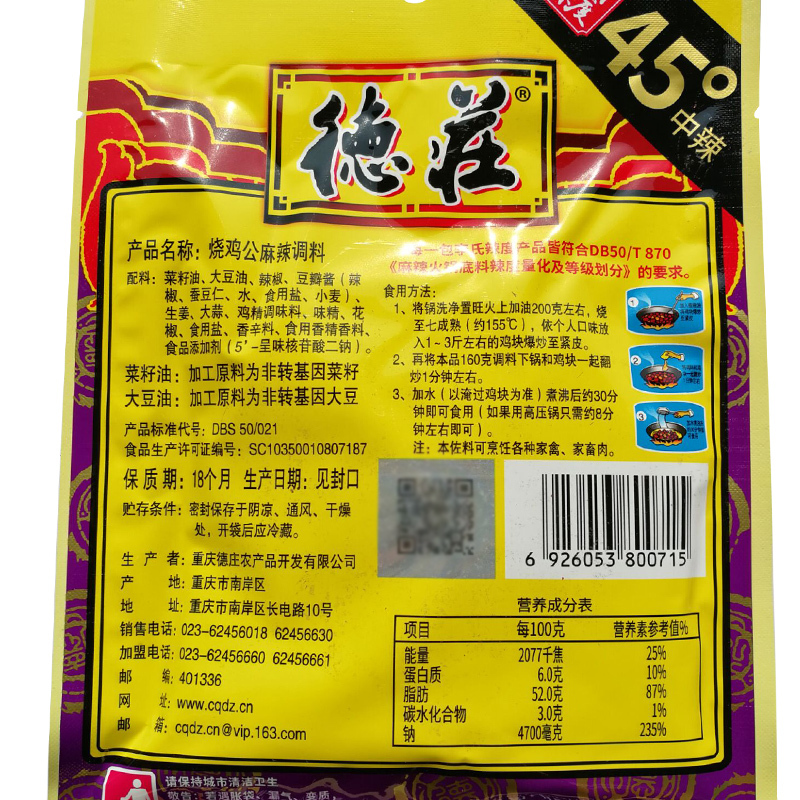 45°
中辣
德莊®
产品名称：烧鸡公麻辣调料
配料：菜籽油、大豆油、辣椒、豆瓣酱（辣
椒、蚕豆仁、水、食用盐、小麦）、
生姜、大蒜、鸡精调味料、味精、花
椒、食用盐、香辛料、食用香精香料、
食品添加剂（5′-呈味核苷酸二钠）。
菜籽油：加工原料为非转基因菜籽
大豆油：加工原料为非转基因大豆
产品标准代号：DBS 50/021
食品生产许可证编号：SC10350010807187
保质期：18个月 生产日期：见封口
贮存条件：密封保存于阴凉、通风、干燥
处，开袋后应冷藏。
生产者：重庆德庄农产品开发有限公司
产地：重庆市南岸区
地址：重庆市南岸区长电路10号
销售电话：023-62456018 62456630
加盟电话：023-62456660 62456661
邮编：401336
网址：www.cqdz.cn
邮箱：cqdz.cn@vip.163.com
每一包李氏辣度产品皆符合DB50/T 870
《麻辣火锅底料辣度量化及等级划分》的要求。
食用方法：
1、将锅洗净置旺火上加油200克左右，烧
至七成熟（约155℃），依个人口味放
入1~3斤左右的鸡块爆炒至紧皮。
2、再将本品160克调料下锅和鸡块一起翻
炒1分钟左右。
3、加水（以淹过鸡块为准）煮沸后约30分
钟即可食用（如果用高压锅只需约8分
钟左右即可）。
注：本佐料可烹饪各种家禽、家畜肉。
1
2
3
6 926053 800715
营养成分表
项目 每100克 营养素参考值%
能量 2077千焦 25%
蛋白质 6.0克 10%
脂肪 52.0克 87%
碳水化合物 3.0克 1%
钠 4700毫克 235%
请保持城市清洁卫生
敬告：若遇胀袋、漏气、变质，